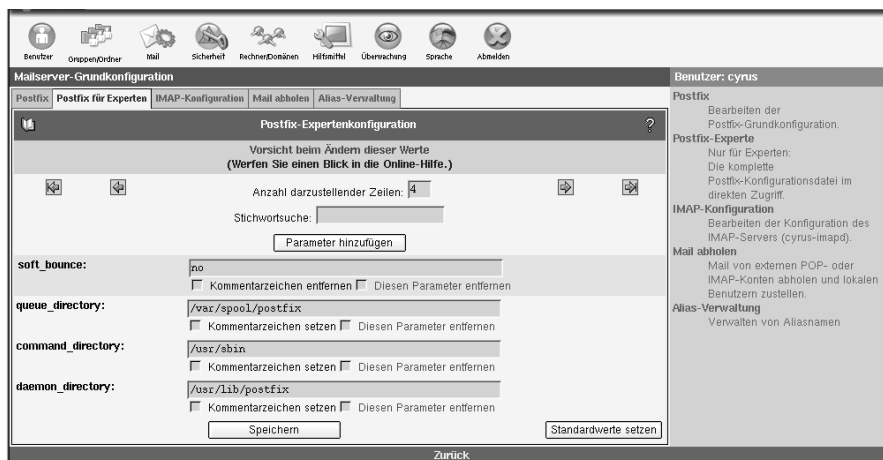 Benutzer Gruppen/Ordner Mail Sicherheit Rechner/Domänen Hilfsmittel Überwachung Sprache Abmelden
Mailserver-Grundkonfiguration
Postfix Postfix für Experten IMAP-Konfiguration Mail abholen Alias-Verwaltung
Postfix-Expertenkonfiguration ?
Vorsicht beim Ändern dieser Werte
(Werfen Sie einen Blick in die Online-Hilfe.)
Anzahl darzustellender Zeilen: 4
Stichwortsuche:
Parameter hinzufügen
soft_bounce: no
Kommentarzeichen entfernen Diesen Parameter entfernen
queue_directory: /var/spool/postfix
Kommentarzeichen setzen Diesen Parameter entfernen
command_directory: /usr/sbin
Kommentarzeichen setzen Diesen Parameter entfernen
daemon_directory: /usr/lib/postfix
Kommentarzeichen setzen Diesen Parameter entfernen
Speichern Standardwerte setzen
Benutzer: cyrus
Postfix
Bearbeiten der
Postfix-Grundkonfiguration.
Postfix-Experte
Nur für Experten:
Die komplette
Postfix-Konfigurationsdatei im
direkten Zugriff.
IMAP-Konfiguration
Bearbeiten der Konfiguration des
IMAP-Servers (cyrus-imapd).
Mail abholen
Mail von externen POP- oder
IMAP-Konten abholen und lokalen
Benutzern zustellen.
Alias-Verwaltung
Verwalten von Aliasnamen
Zurück